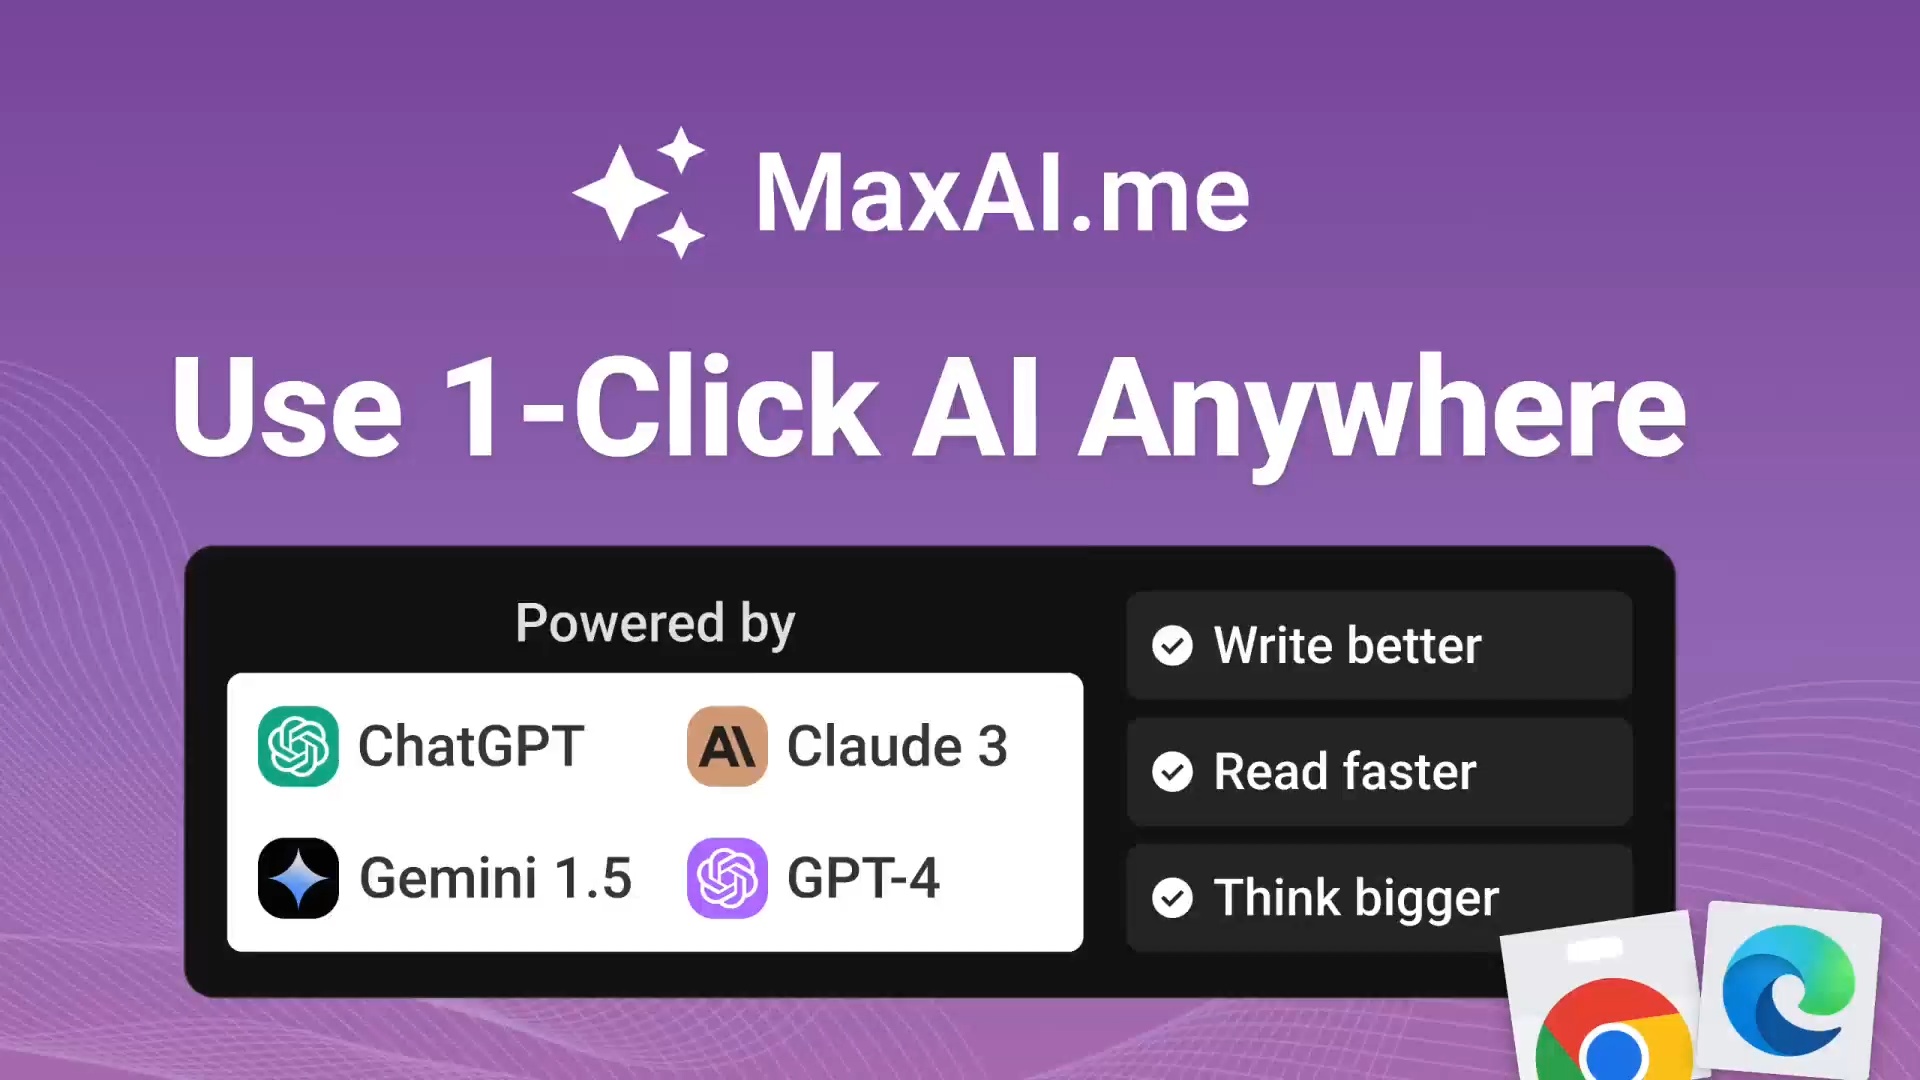 MaxAI.me
Use 1-Click AI Anywhere
Powered by
ChatGPT
Claude 3
Gemini 1.5
GPT-4
Write better
Read faster
Think bigger